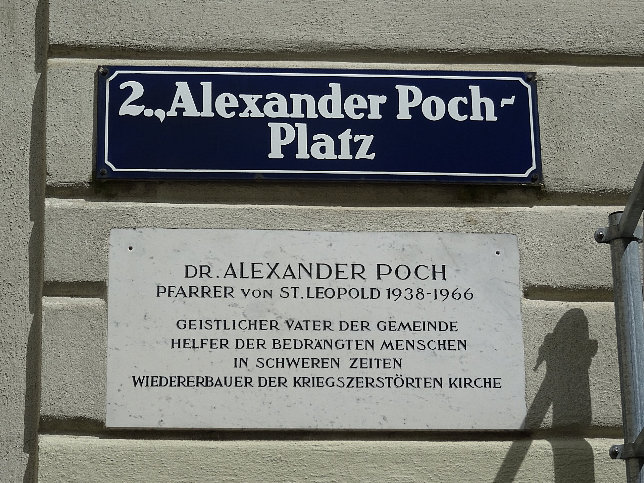 2., Alexander Poch-
Platz
DR. ALEXANDER POCH
PFARRER VON ST. LEOPOLD 1938-1966
GEISTLICHER VATER DER GEMEINDE
HELFER DER BEDRÄNGTEN MENSCHEN
IN SCHWEREN ZEITEN
WIEDERERBAUER DER KRIEGSZERSTÖRTEN KIRCHE